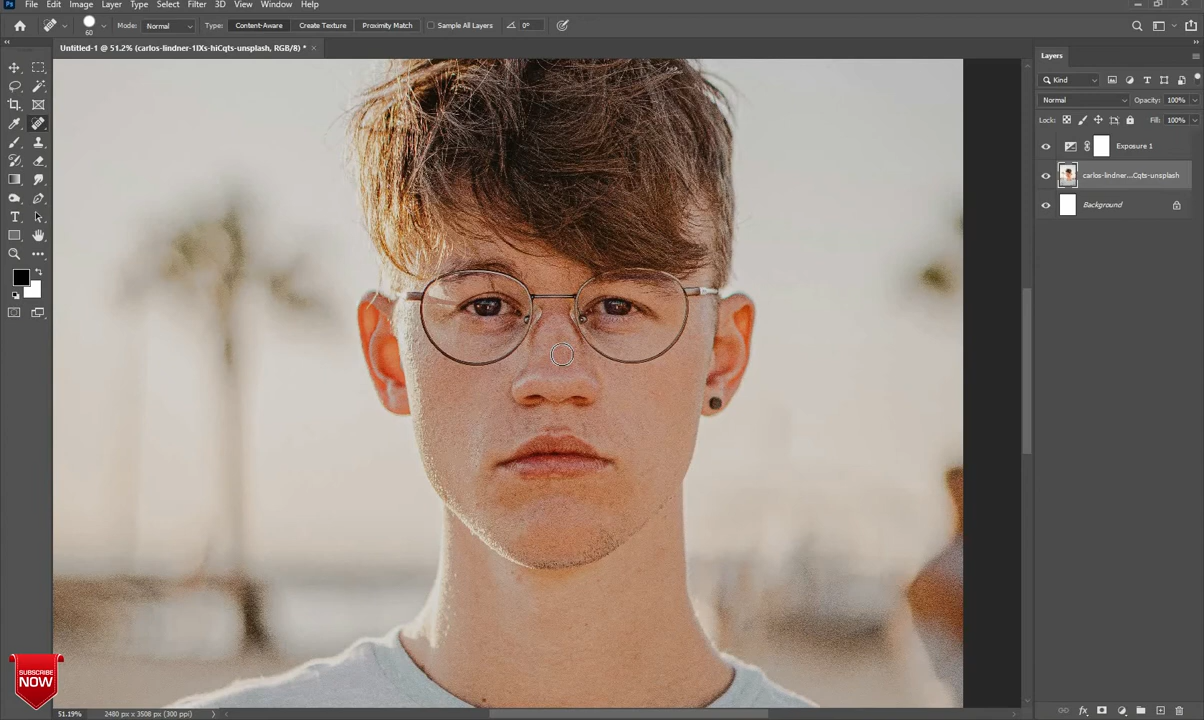 File Edit Image Layer Type Select Filter 3D View Window Help
60 Mode: Normal Type: Content-Aware Create Texture Proximity Match Sample All Layers 0°
Untitled-1 @ 51.2% (carlos-lindner-1IXs-hiCqts-unsplash, RGB/8) *
Layers
Kind
Normal Opacity: 100%
Lock: Fill: 100%
Exposure 1
carlos-lindner...Cqts-unsplash
Background
SUBSCRIBE
NOW
51.19% 2480 px x 3508 px (300 ppi)